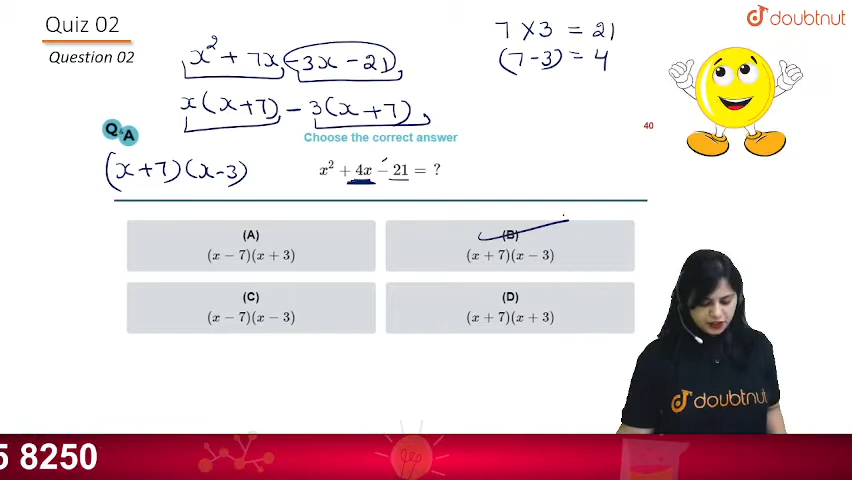 Quiz 02
Question 02
doubtnut
7 × 3 = 21
(7-3) = 4
x² + 7x - 3x - 21
x(x+7) - 3(x+7)
Q&A
Choose the correct answer
40
(x+7)(x-3)
x² + 4x − 21 = ?
(A)
(x − 7)(x + 3)
(B)
(x + 7)(x − 3)
(C)
(x − 7)(x − 3)
(D)
(x + 7)(x + 3)
doubtnut
5 8250